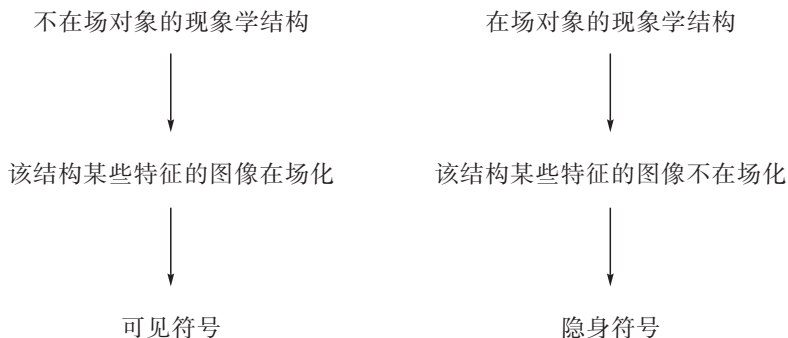 不在场对象的现象学结构
在场对象的现象学结构
该结构某些特征的图像在场化
该结构某些特征的图像不在场化
可见符号
隐身符号